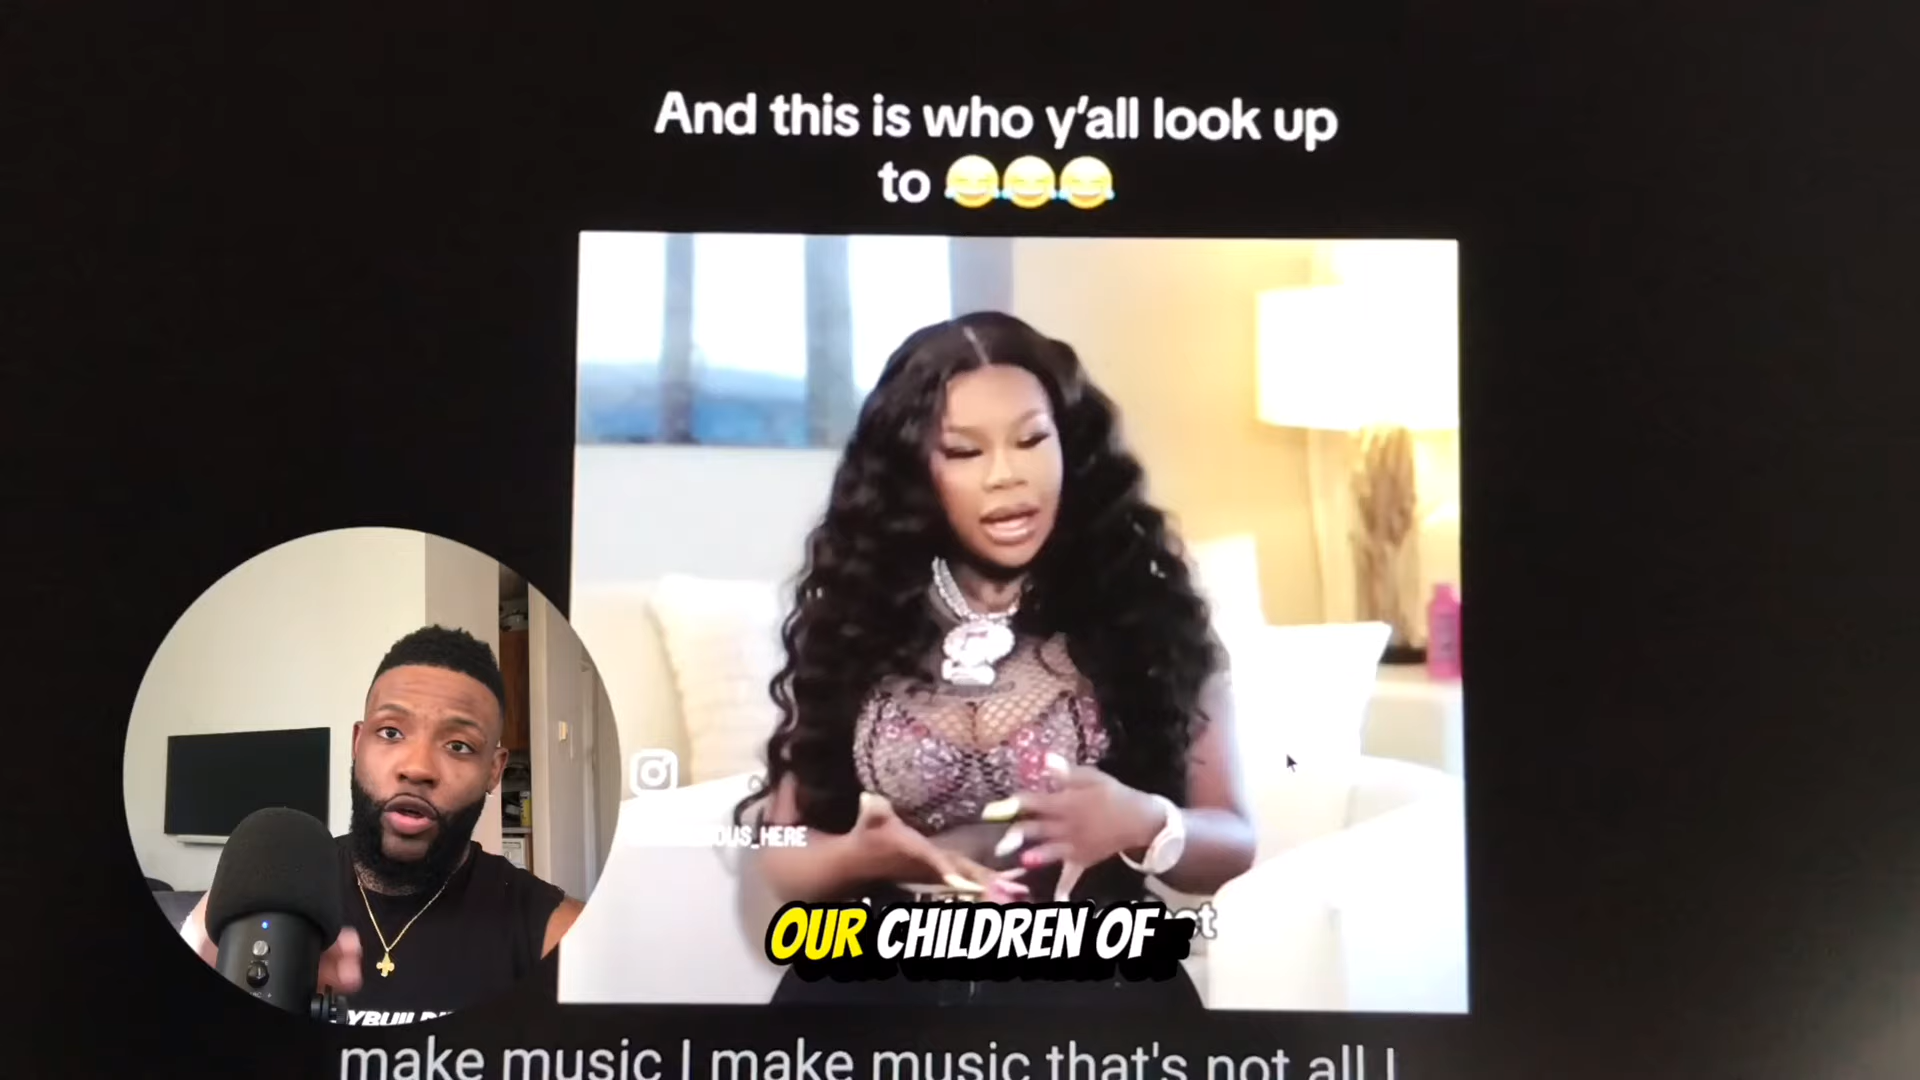 And this is who y'all look up
to 😂😂😂
OUR CHILDREN OF
make music I make music that's not all I